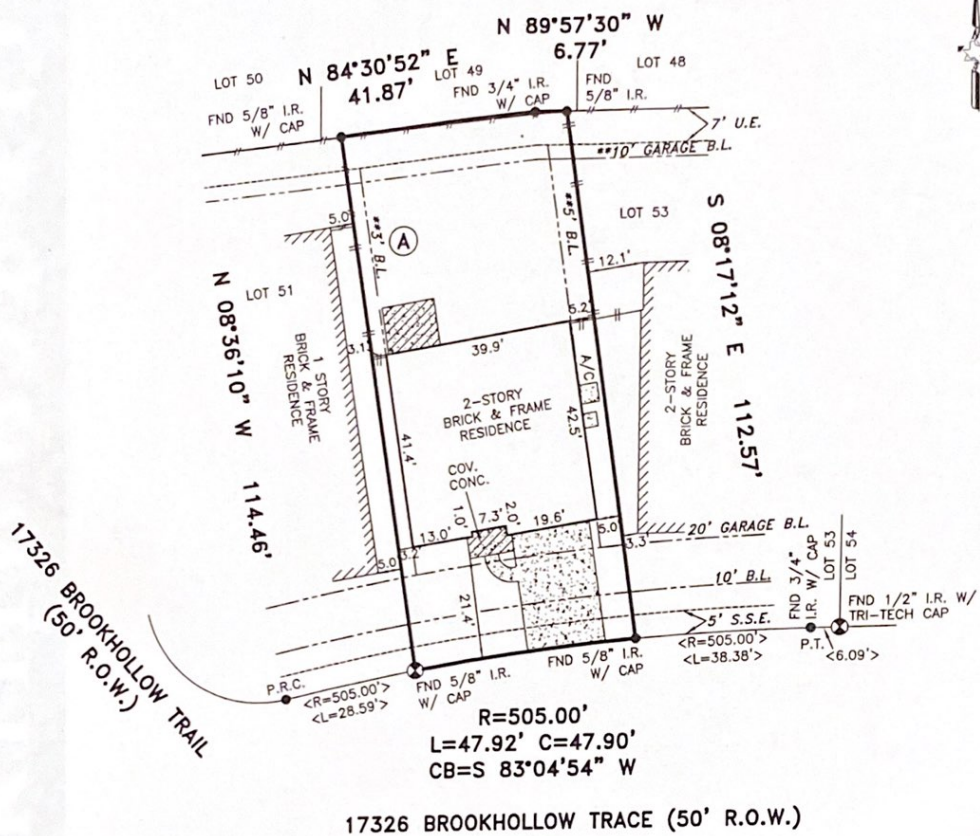 N 89°57'30" W
6.77'
LOT 50
N 84°30'52" E
41.87'
LOT 49
LOT 48
FND 5/8" I.R.
W/ CAP
FND 3/4" I.R.
W/ CAP
FND
5/8" I.R.
7' U.E.
**10' GARAGE B.L.
5.0'
**3' B.L.
A
**5' B.L.
LOT 53
S 08°17'12" E 112.57'
12.1'
N 08°36'10" W 114.46'
LOT 51
1 STORY
BRICK & FRAME
RESIDENCE
3.1'
39.9'
6.2'
A/C
2-STORY
BRICK & FRAME
RESIDENCE
42.5'
2-STORY
BRICK & FRAME
RESIDENCE
41.4'
COV.
CONC.
13.0'
1.0'
7.3'
2.0'
19.6'
5.0'
3.3'
20' GARAGE B.L.
5.0'
3.2'
21.4'
10' B.L.
5' S.S.E.
FND 3/4"
I.R. W/ CAP
LOT 53
LOT 54
FND 1/2" I.R. W/
TRI-TECH CAP
<R=505.00'>
<L=38.38'>
P.T.
<6.09'>
17326 BROOKHOLLOW TRAIL
(50' R.O.W.)
P.R.C.
<R=505.00'>
<L=28.59'>
FND 5/8" I.R.
W/ CAP
FND 5/8" I.R.
W/ CAP
R=505.00'
L=47.92' C=47.90'
CB=S 83°04'54" W
17326 BROOKHOLLOW TRACE (50' R.O.W.)